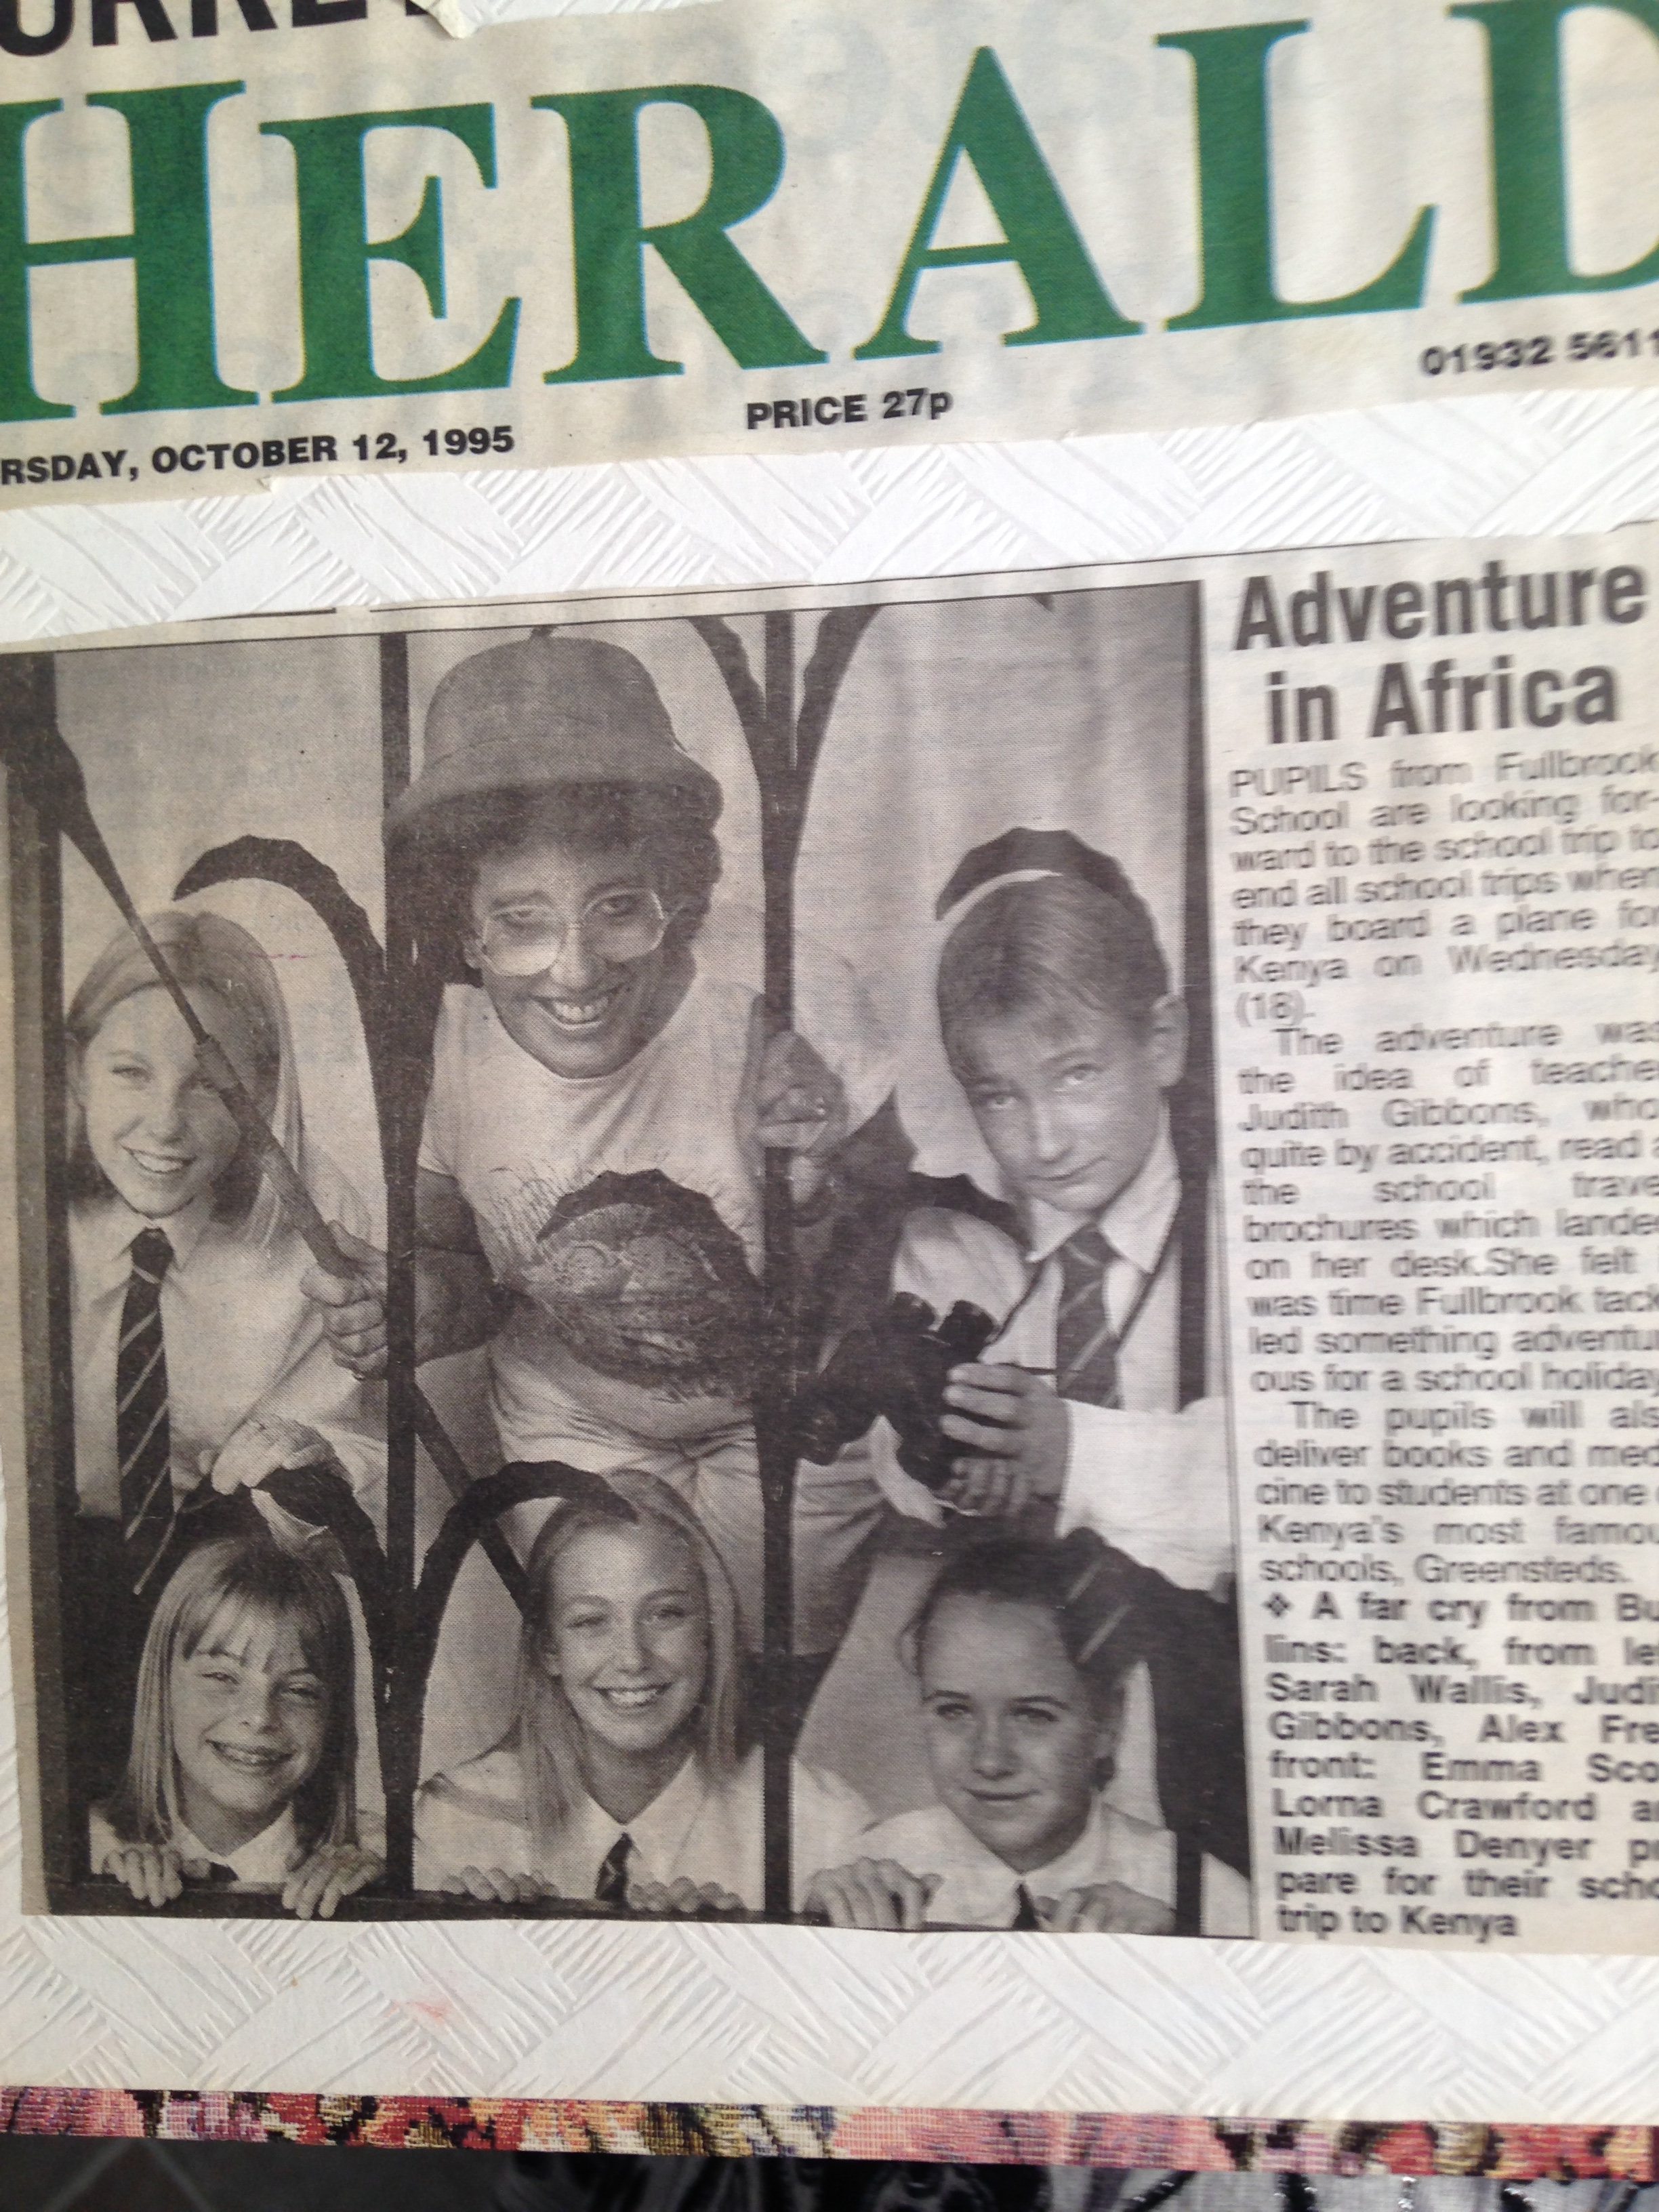 HERALD
RSDAY, OCTOBER 12, 1995
PRICE 27p
01932 5611
Adventure
in Africa
PUPILS from Fullbrook
School are looking for-
ward to the school trip to
end all school trips when
they board a plane for
Kenya on Wednesday
(18).
The adventure was
the idea of teache
Judith Gibbons, who
quite by accident, read a
the school trave
brochures which lande
on her desk.She felt
was time Fullbrook tack
led something adventu
ous for a school holiday
The pupils will als
deliver books and med
cine to students at one
Kenya's most famou
schools, Greensteds.
❖ A far cry from Bu
lins: back, from le
Sarah Wallis, Judi
Gibbons, Alex Fre
front: Emma Sco
Lorna Crawford a
Melissa Denyer p
pare for their scho
trip to Kenya